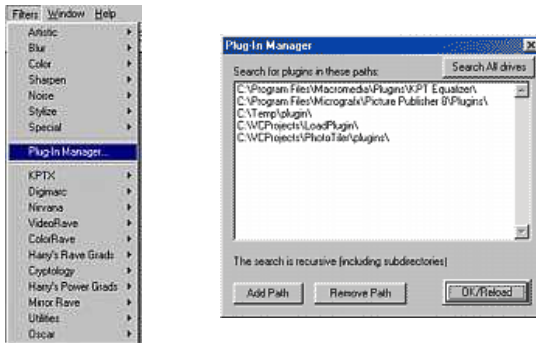 Filters Window Help
Artistic
Blur
Color
Sharpen
Noise
Stylize
Special
Plug-In Manager...
KPTX
Digimarc
Nirvana
VideoRave
ColorRave
Harry's Rave Grads
Cryptology
Harry's Power Grads
Mirror Rave
Utilities
Oscar
Plug-In Manager
Search for plugins in these paths:
Search All drives
C:\Program Files\Macromedia\Plugins\KPT Equalizer\
C:\Program Files\Micrografx\Picture Publisher 8\Plugins\
C:\Temp\plugin\
C:\VCProjects\LoadPlugin\
C:\VCProjects\PhotoTiler\plugins\
The search is recursive (including subdirectories)
Add Path
Remove Path
OK/Reload